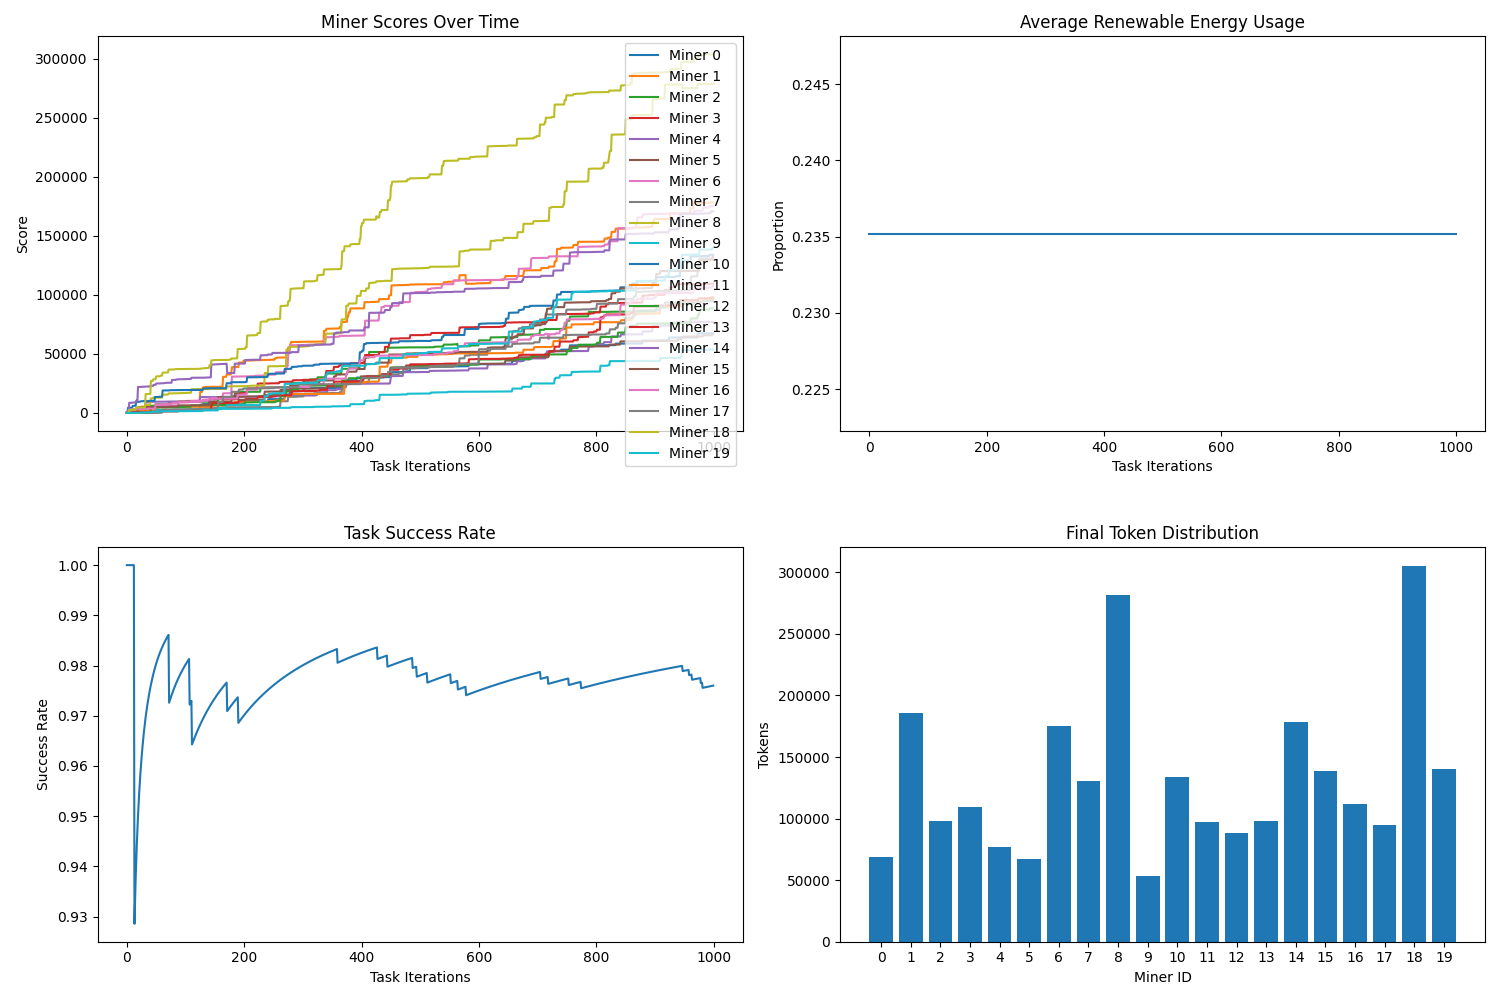 Miner Scores Over Time
Score
300000
250000
200000
150000
100000
50000
0
0 200 400 600 800 1000
Task Iterations
Miner 0
Miner 1
Miner 2
Miner 3
Miner 4
Miner 5
Miner 6
Miner 7
Miner 8
Miner 9
Miner 10
Miner 11
Miner 12
Miner 13
Miner 14
Miner 15
Miner 16
Miner 17
Miner 18
Miner 19
Average Renewable Energy Usage
Proportion
0.245
0.240
0.235
0.230
0.225
0 200 400 600 800 1000
Task Iterations
Task Success Rate
Success Rate
1.00
0.99
0.98
0.97
0.96
0.95
0.94
0.93
0 200 400 600 800 1000
Task Iterations
Final Token Distribution
Tokens
300000
250000
200000
150000
100000
50000
0
0 1 2 3 4 5 6 7 8 9 10 11 12 13 14 15 16 17 18 19
Miner ID